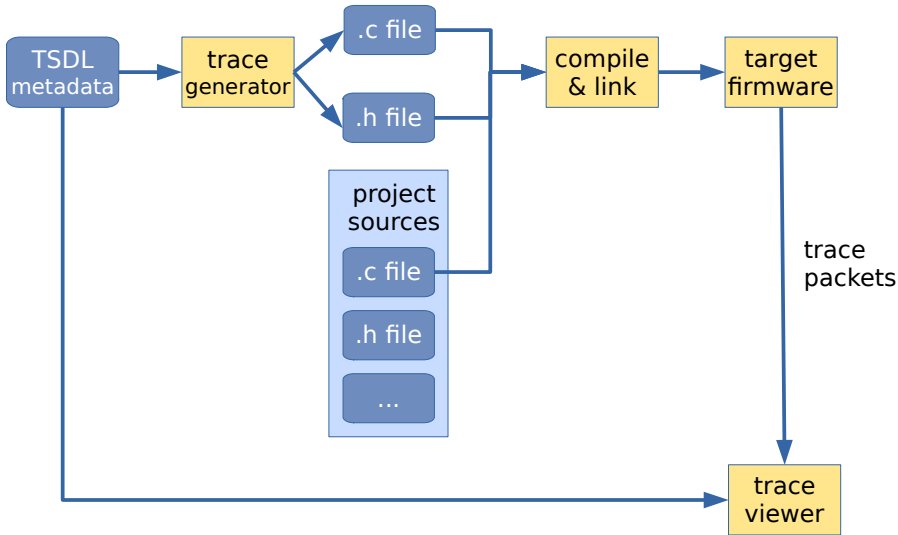 TSDL
metadata
trace
generator
.c file
.h file
compile
& link
target
firmware
project
sources
.c file
.h file
...
trace
packets
trace
viewer